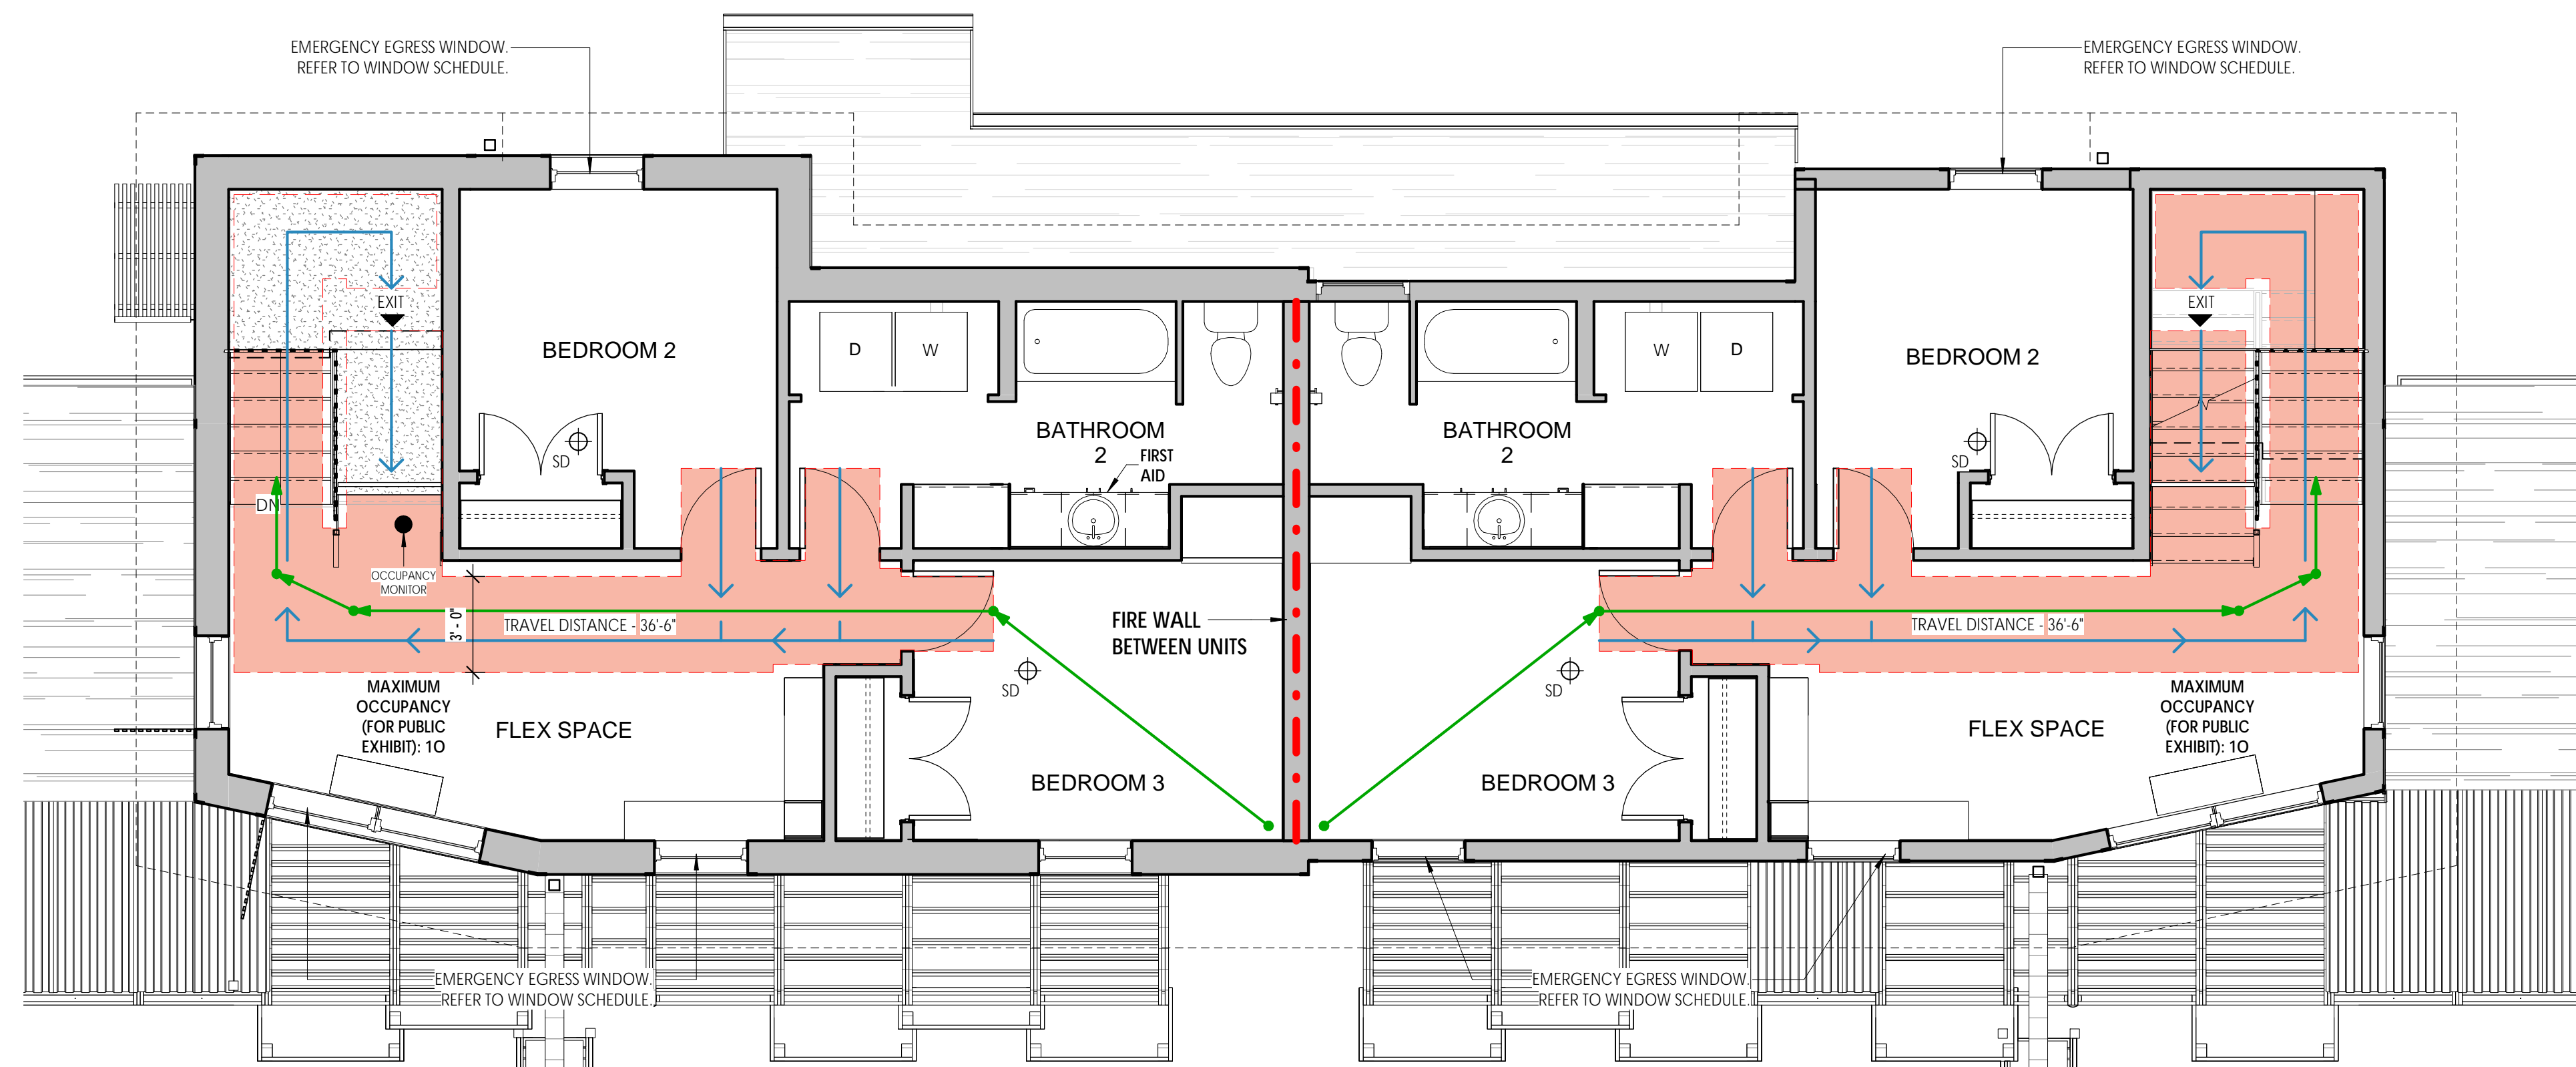 EMERGENCY EGRESS WINDOW.
REFER TO WINDOW SCHEDULE.
EMERGENCY EGRESS WINDOW.
REFER TO WINDOW SCHEDULE.
EXIT
EXIT
BEDROOM 2
D
W
W
D
BEDROOM 2
BATHROOM
2
FIRST
AID
BATHROOM
2
SD
SD
DN
OCCUPANCY
MONITOR
3' - 0"
TRAVEL DISTANCE - 36'-6"
FIRE WALL
BETWEEN UNITS
TRAVEL DISTANCE - 36'-6"
SD
SD
MAXIMUM
OCCUPANCY
(FOR PUBLIC
EXHIBIT): 10
FLEX SPACE
BEDROOM 3
BEDROOM 3
FLEX SPACE
MAXIMUM
OCCUPANCY
(FOR PUBLIC
EXHIBIT): 10
EMERGENCY EGRESS WINDOW.
REFER TO WINDOW SCHEDULE.
EMERGENCY EGRESS WINDOW.
REFER TO WINDOW SCHEDULE.